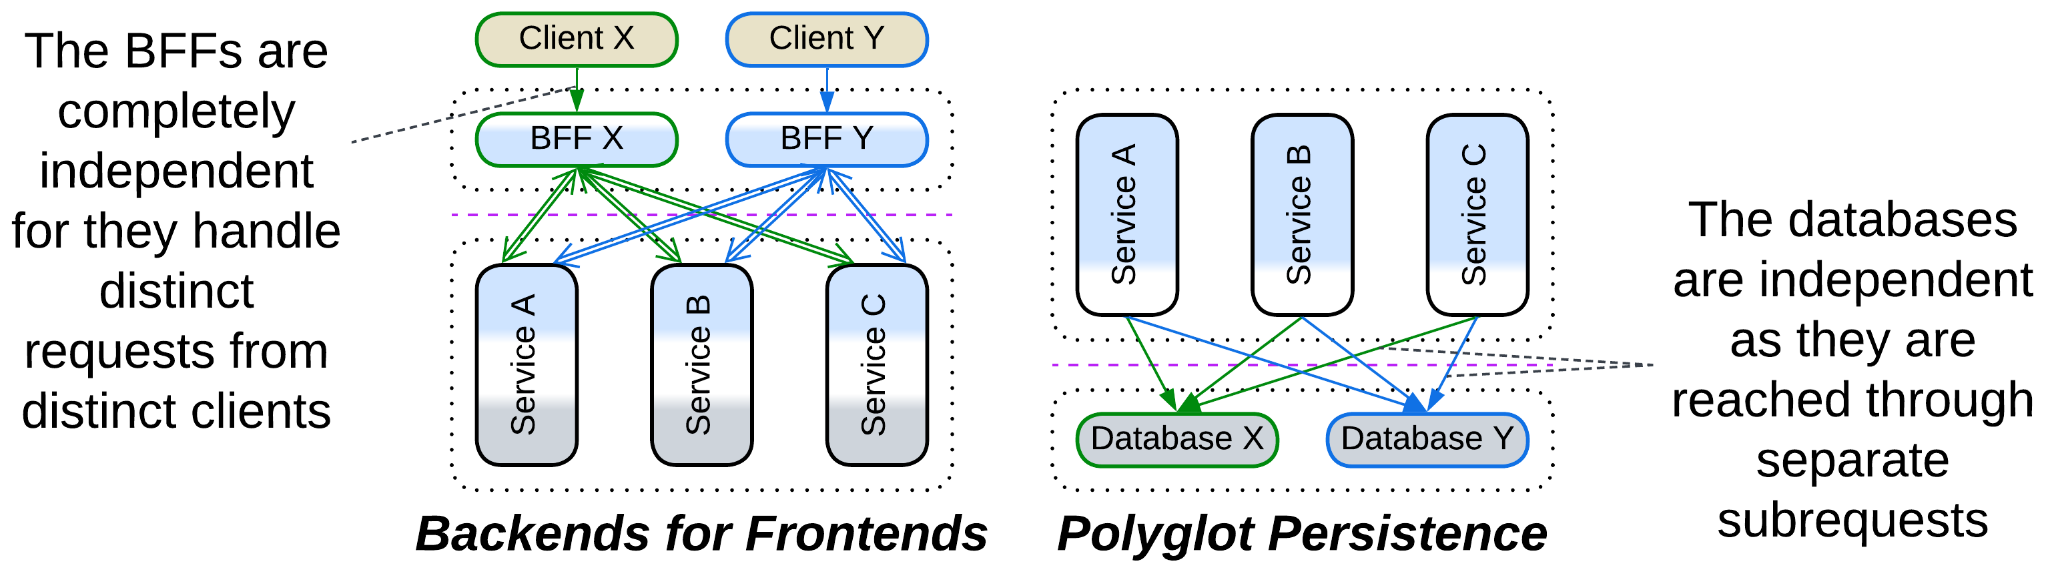 The BFFs are
completely
independent
for they handle
distinct
requests from
distinct clients
Client X
Client Y
BFF X
BFF Y
Service A
Service B
Service C
Backends for Frontends
Service A
Service B
Service C
Database X
Database Y
Polyglot Persistence
The databases
are independent
as they are
reached through
separate
subrequests